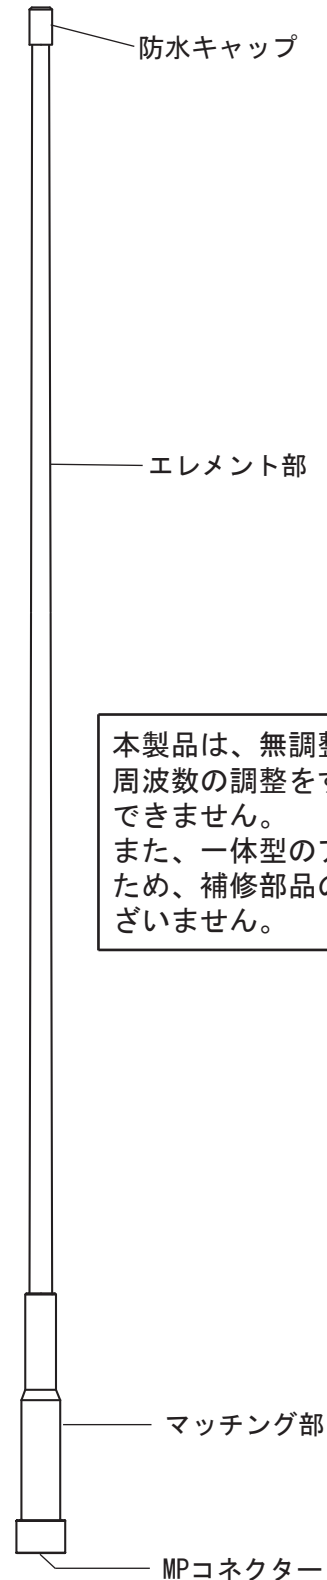 防水キャップ
エレメント部
本製品は、無調整
周波数の調整を
できません。
また、一体型の
ため、補修部品の
ざいません。
マッチング部
MPコネクター